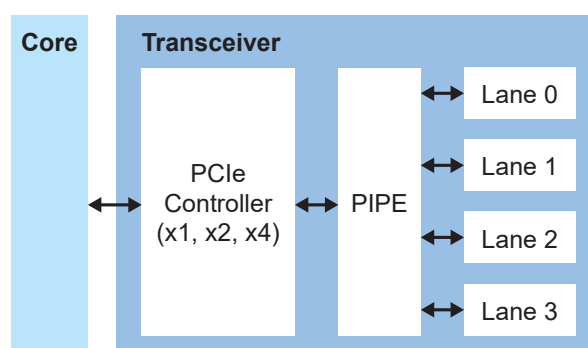 Core
Transceiver
PCIe
Controller
(x1, x2, x4)
PIPE
Lane 0
Lane 1
Lane 2
Lane 3